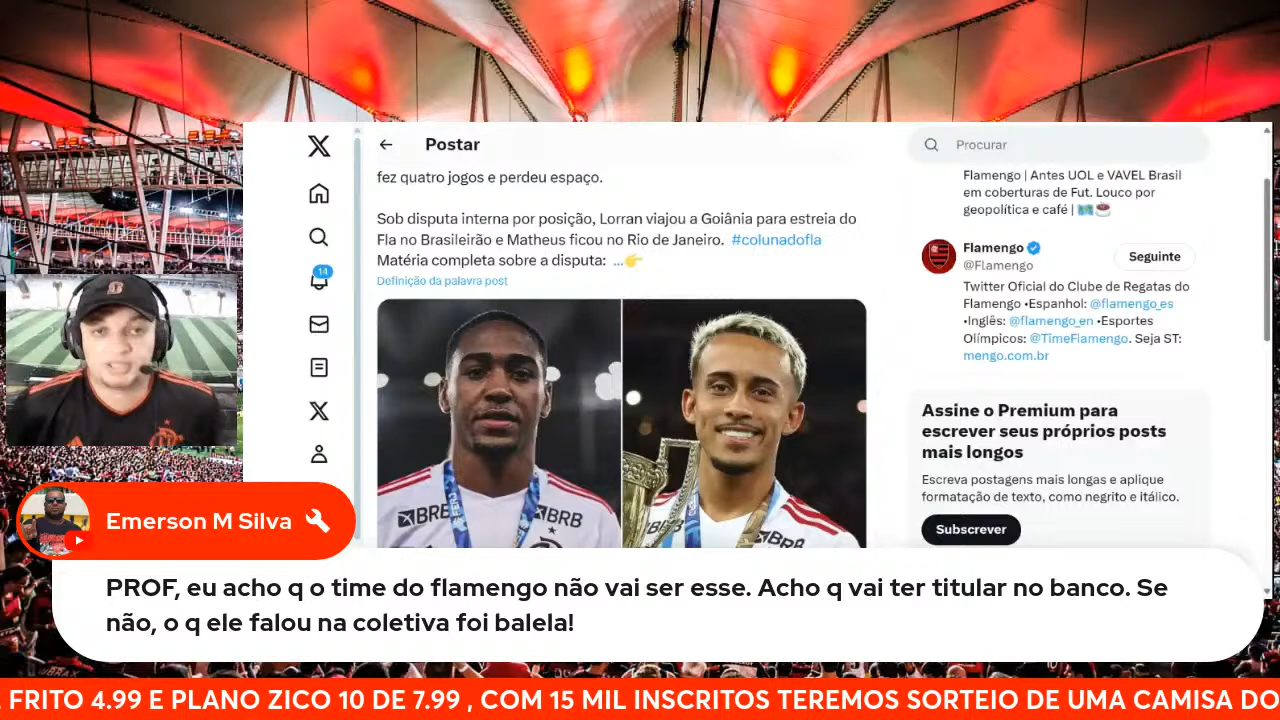 Postar
Procurar
fez quatro jogos e perdeu espaço.
Sob disputa interna por posição, Lorran viajou a Goiânia para estreia do
Fla no Brasileirão e Matheus ficou no Rio de Janeiro. #colunadofla
Matéria completa sobre a disputa: ...👉
Definição da palavra post
14
BRB
BRB
FERJ
Flamengo | Antes UOL e VAVEL Brasil
em coberturas de Fut. Louco por
geopolítica e café | 🗺️☕
Flamengo
@Flamengo
Seguinte
Twitter Oficial do Clube de Regatas do
Flamengo •Espanhol: @flamengo_es
•Inglês: @flamengo_en •Esportes
Olímpicos: @TimeFlamengo. Seja ST:
mengo.com.br
Assine o Premium para
escrever seus próprios posts
mais longos
Escreva postagens mais longas e aplique
formatação de texto, como negrito e itálico.
Subscrever
Emerson M Silva
PROF, eu acho q o time do flamengo não vai ser esse. Acho q vai ter titular no banco. Se
não, o q ele falou na coletiva foi balela!
FRITO 4.99 E PLANO ZICO 10 DE 7.99 , COM 15 MIL INSCRITOS TEREMOS SORTEIO DE UMA CAMISA DO